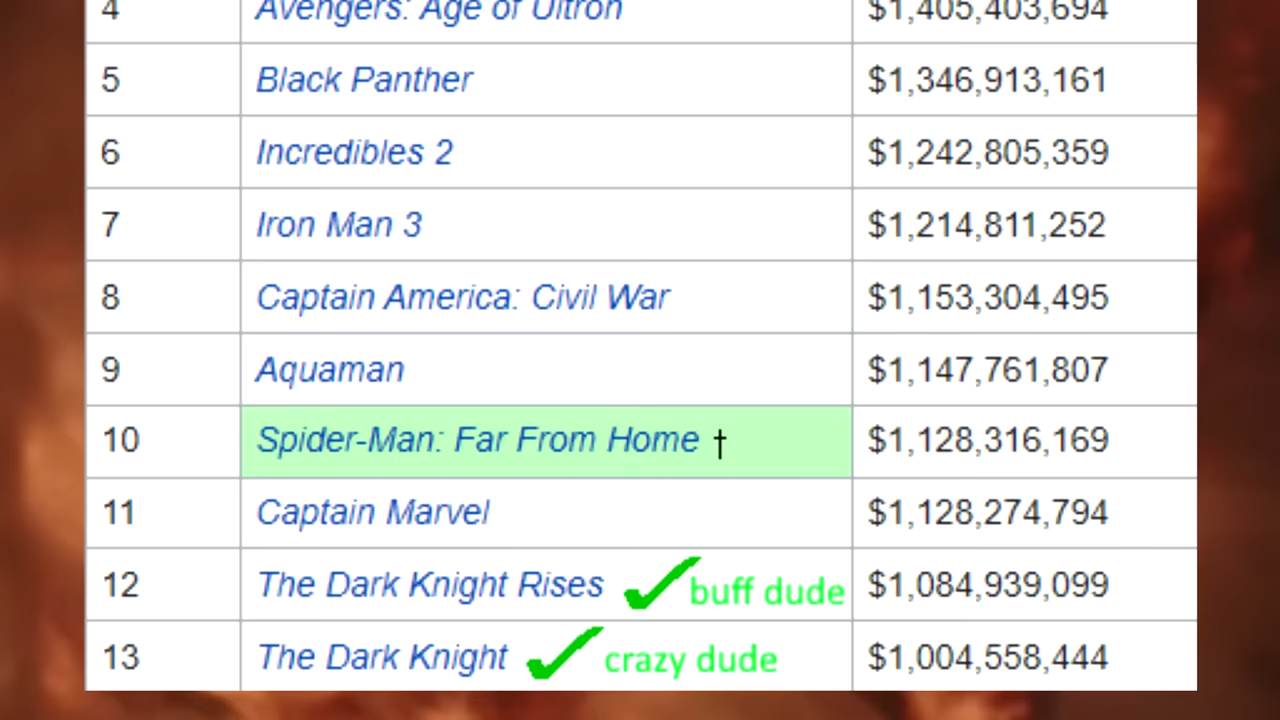 4 Avengers: Age of Ultron $1,405,403,694
5 Black Panther $1,346,913,161
6 Incredibles 2 $1,242,805,359
7 Iron Man 3 $1,214,811,252
8 Captain America: Civil War $1,153,304,495
9 Aquaman $1,147,761,807
10 Spider-Man: Far From Home † $1,128,316,169
11 Captain Marvel $1,128,274,794
12 The Dark Knight Rises buff dude $1,084,939,099
13 The Dark Knight crazy dude $1,004,558,444